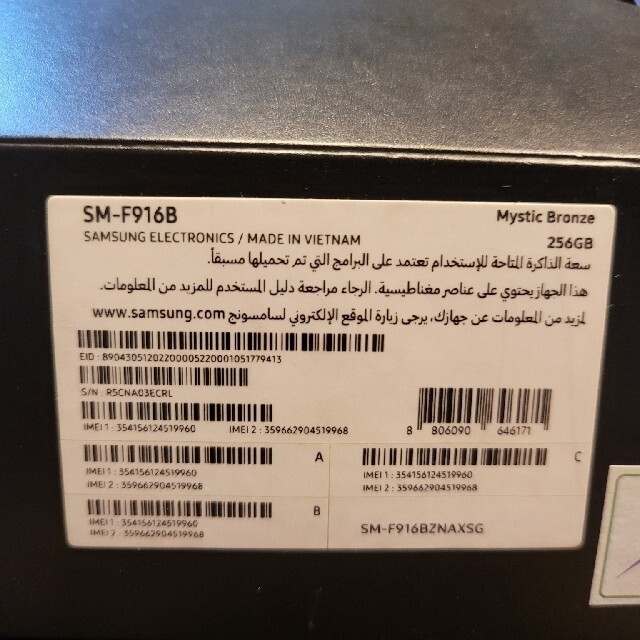 SM-F916B
Mystic Bronze
SAMSUNG ELECTRONICS / MADE IN VIETNAM
256GB
سعة الذاكرة المتاحة للإستخدام تعتمد على البرامج التي تم تحميلها مسبقاً.
هذا الجهاز يحتوي على عناصر مغناطيسية. الرجاء مراجعة دليل المستخدم للمزيد من المعلومات.
لمزيد من المعلومات عن جهازك, يرجى زيارة الموقع الإلكتروني لسامسونج www.samsung.com
EID : 89043051202200005220001051779413
S/N : R5CNA03ECRL
IMEI 1 : 354156124519960 IMEI 2 : 359662904519968
8 806090 646171
A
IMEI 1 : 354156124519960
IMEI 2 : 359662904519968
C
IMEI 1 : 354156124519960
IMEI 2 : 359662904519968
B
IMEI 1 : 354156124519960
IMEI 2 : 359662904519968
SM-F916BZNAXSG